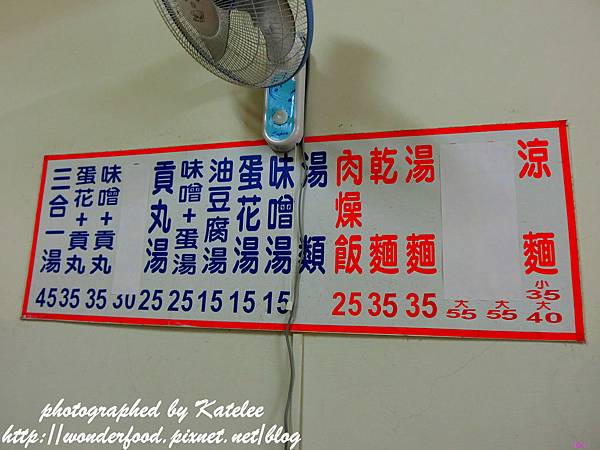 涼麵 小35 大40
大55
大55
湯麵 35
乾麵 35
肉燥飯 25
湯類
味噌湯 15
蛋花湯 15
油豆腐湯 15
味噌+蛋湯 25
貢丸湯 25
30
味噌+貢丸 35
蛋花+貢丸 35
三合一湯 45
photographed by Katelee
http://wonderfood.pixnet.net/blog